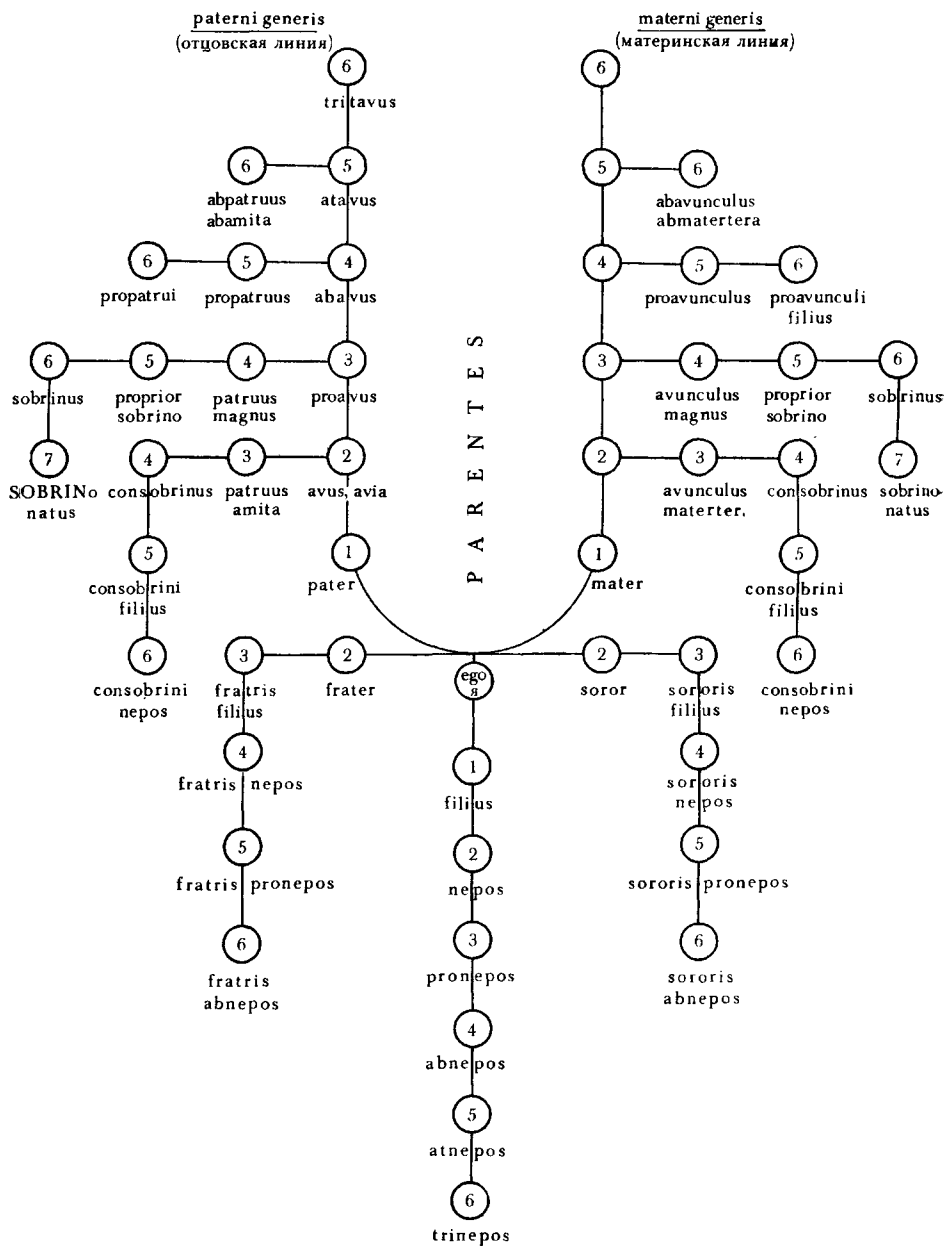 paterni generis
(отцовская линия)
materni generis
(материнская линия)
6
6
tritavus
6
5
5
6
abpatruus
abamita
atavus
abavunculus
abmatertera
6
5
4
4
5
6
propatrui
propatruus
abavus
proavunculus
proavunculi
filius
PARENTES
6
5
4
3
3
4
5
6
sobrinus
proprior
sobrino
patruus
magnus
proavus
avunculus
magnus
proprior
sobrino
sobrinus
7
4
3
2
2
3
4
7
SOBRINo
natus
consobrinus
patruus
amita
avus, avia
avunculus
materter.
consobrinus
sobrino-
natus
5
1
1
5
consobrini
filius
pater
mater
consobrini
filius
6
3
2
ego
я
2
3
6
consobrini
nepos
fratris
filius
frater
soror
sororis
filius
consobrini
nepos
4
1
4
fratris nepos
filius
sororis
nepos
5
2
5
fratris pronepos
nepos
sororis pronepos
6
3
6
fratris
abnepos
pronepos
sororis
abnepos
4
abnepos
5
atnepos
6
trinepos